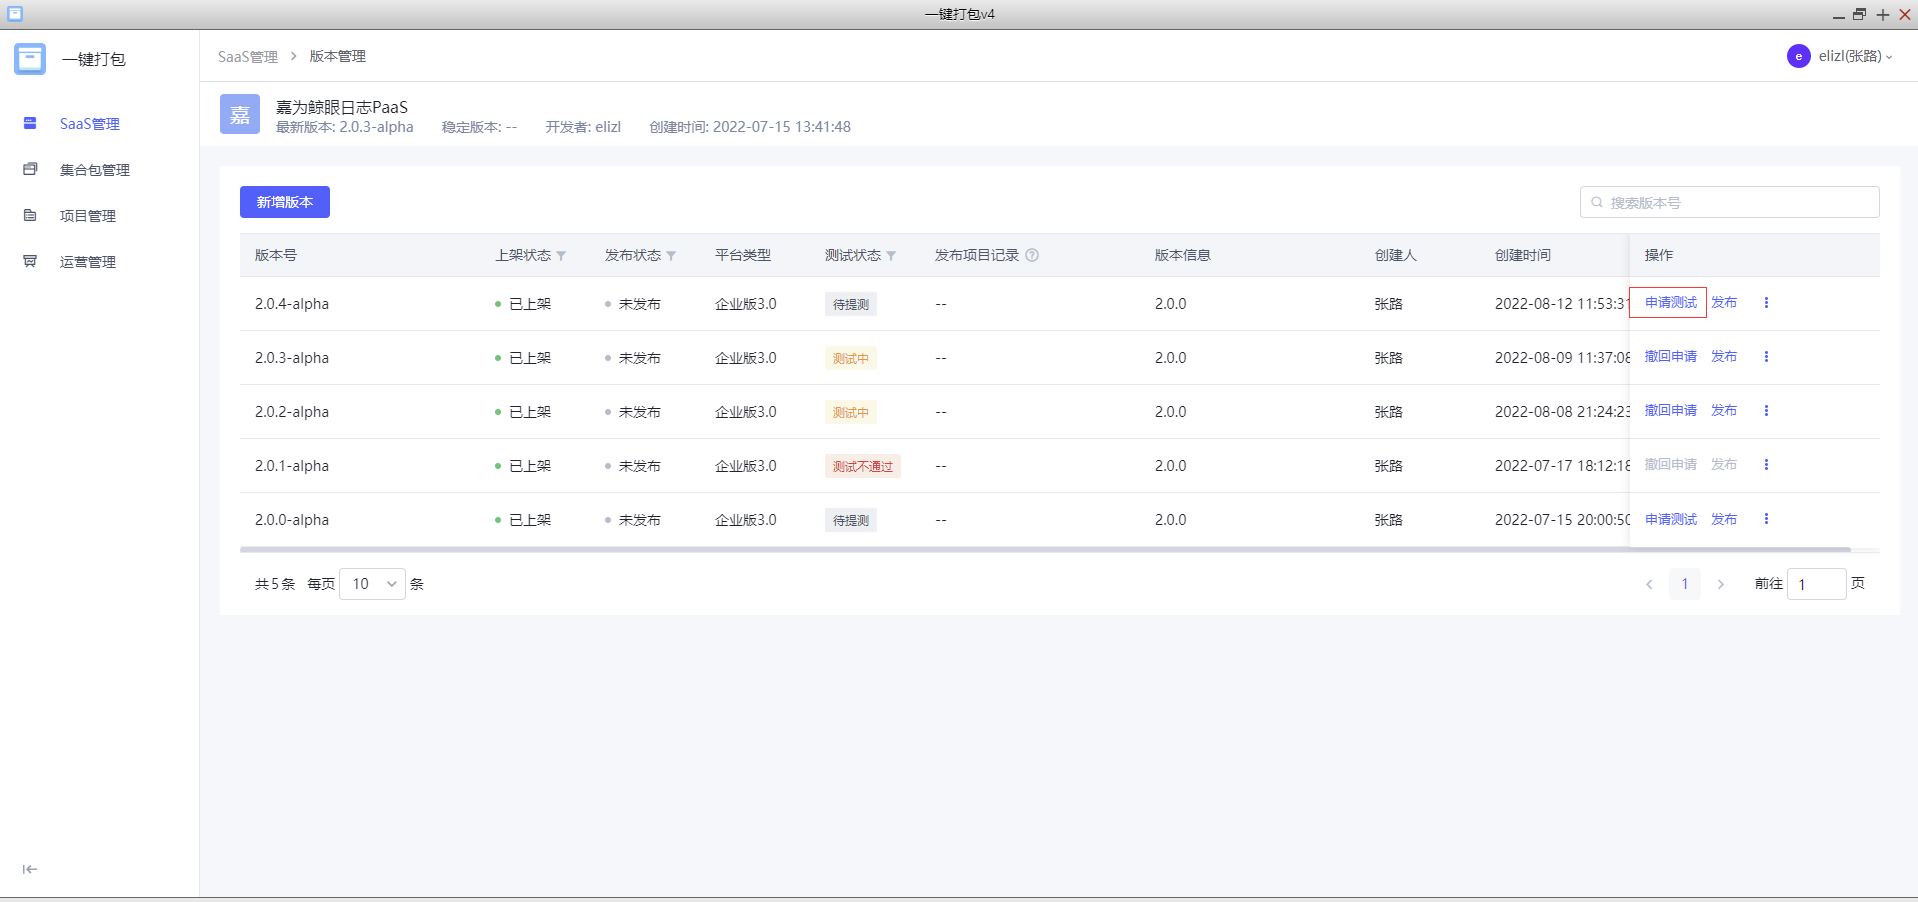 一键打包v4
一键打包
SaaS管理 > 版本管理
e elizl(张路)
SaaS管理
集合包管理
项目管理
运营管理
嘉
嘉为鲸眼日志PaaS
最新版本: 2.0.3-alpha 稳定版本: -- 开发者: elizl 创建时间: 2022-07-15 13:41:48
新增版本
搜索版本号
版本号 上架状态 发布状态 平台类型 测试状态 发布项目记录 版本信息 创建人 创建时间 操作
2.0.4-alpha 已上架 未发布 企业版3.0 待提测 -- 2.0.0 张路 2022-08-12 11:53:31 申请测试 发布
2.0.3-alpha 已上架 未发布 企业版3.0 测试中 -- 2.0.0 张路 2022-08-09 11:37:08 撤回申请 发布
2.0.2-alpha 已上架 未发布 企业版3.0 测试中 -- 2.0.0 张路 2022-08-08 21:24:23 撤回申请 发布
2.0.1-alpha 已上架 未发布 企业版3.0 测试不通过 -- 2.0.0 张路 2022-07-17 18:12:18 撤回申请 发布
2.0.0-alpha 已上架 未发布 企业版3.0 待提测 -- 2.0.0 张路 2022-07-15 20:00:50 申请测试 发布
共5条 每页 10 条 1 前往 1 页